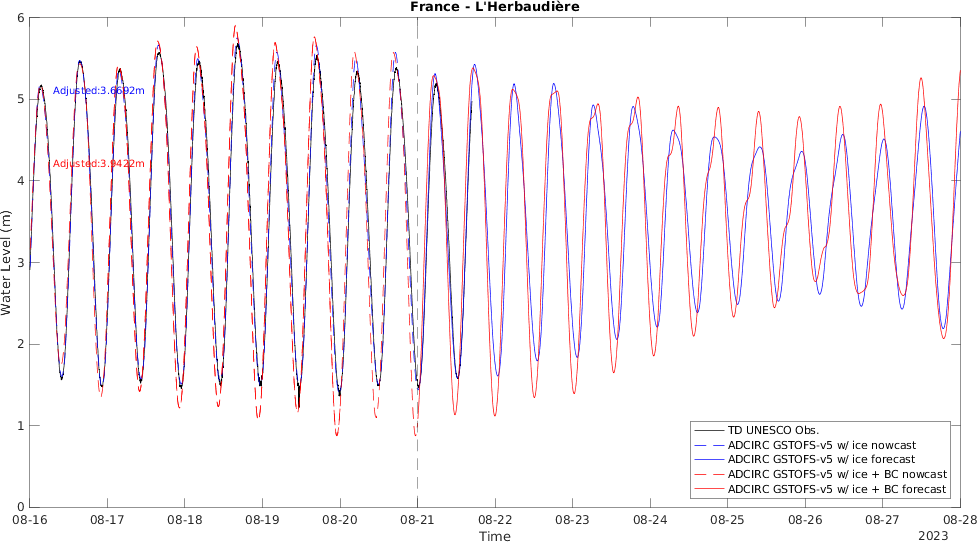 France - L'Herbaudière
6
5
4
3
2
1
0
Water Level (m)
Adjusted:3.6692m
Adjusted:3.9422m
TD UNESCO Obs.
ADCIRC GSTOFS-v5 w/ ice nowcast
ADCIRC GSTOFS-v5 w/ ice forecast
ADCIRC GSTOFS-v5 w/ ice + BC nowcast
ADCIRC GSTOFS-v5 w/ ice + BC forecast
08-16 08-17 08-18 08-19 08-20 08-21 08-22 08-23 08-24 08-25 08-26 08-27 08-28
Time
2023